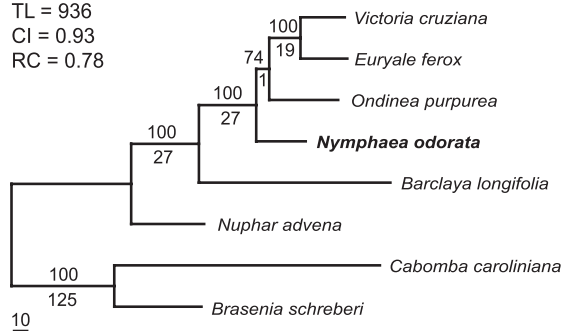 TL = 936
CI = 0.93
RC = 0.78
100
19
Victoria cruziana
Euryale ferox
74
1
Ondinea purpurea
100
27
Nymphaea odorata
100
27
Barclaya longifolia
Nuphar advena
100
125
Cabomba caroliniana
Brasenia schreberi
10